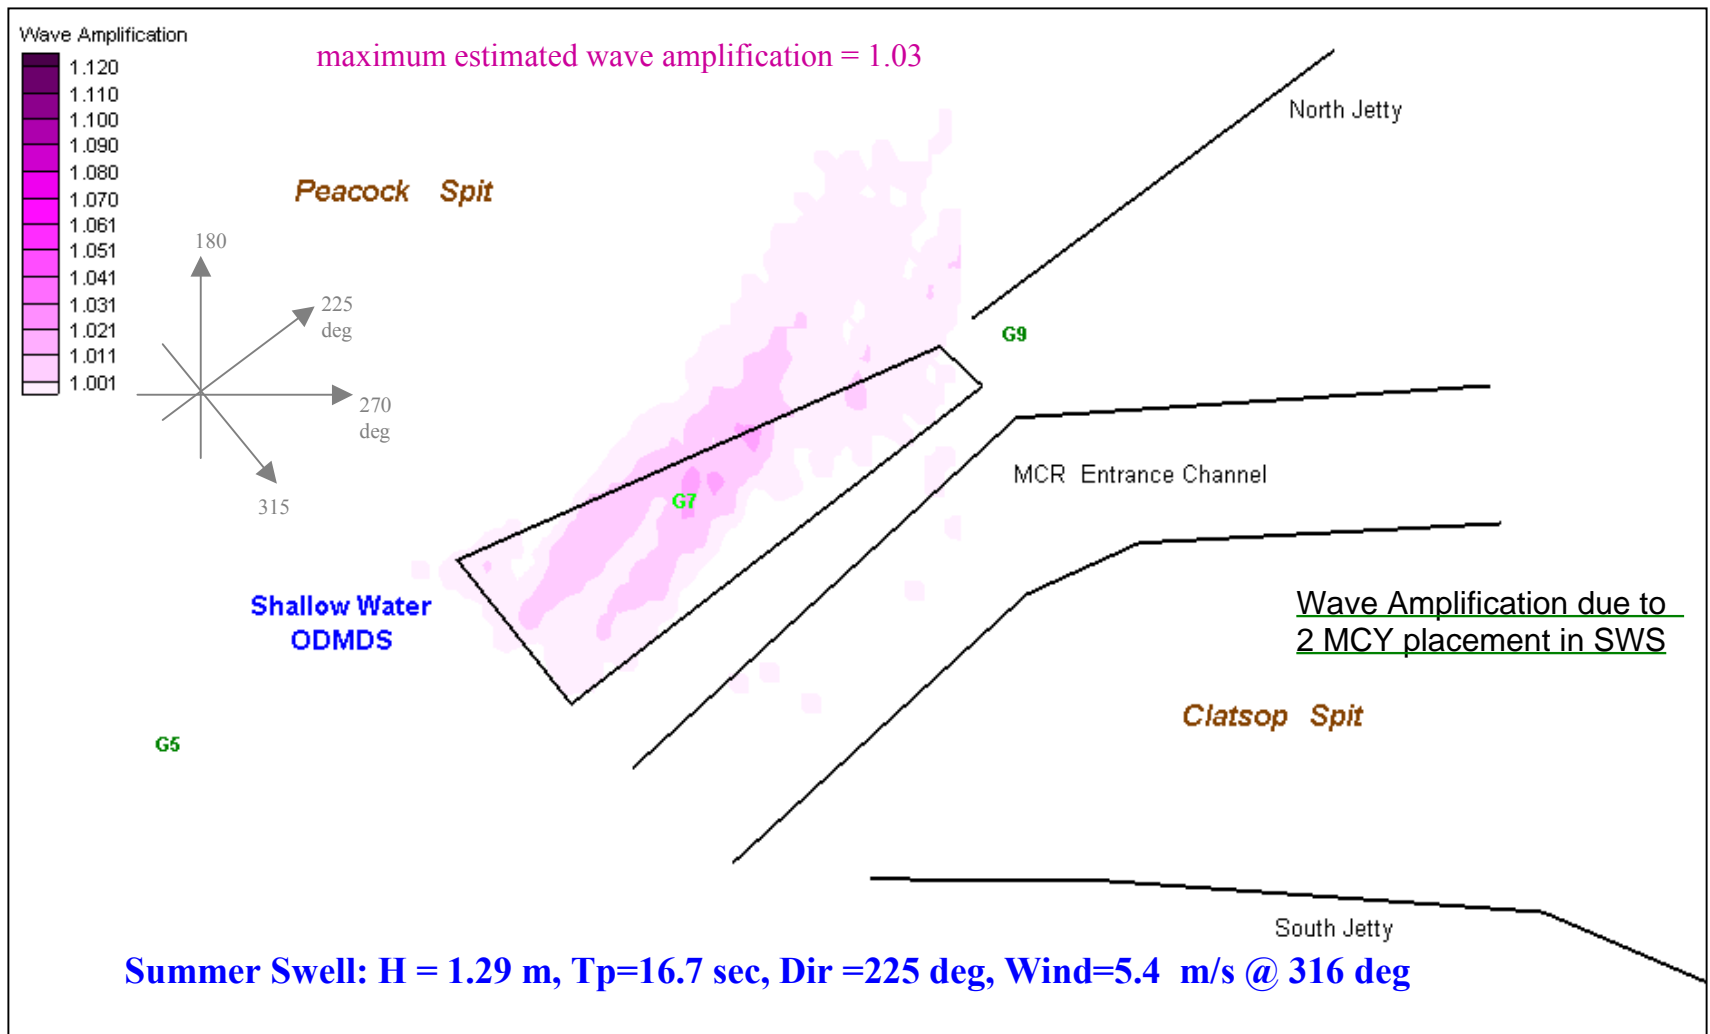 Wave Amplification
maximum estimated wave amplification = 1.03
1.120
1.110
1.100
1.090
1.080
1.070
1.061
1.051
1.041
1.031
1.021
1.011
1.001
North Jetty
Peacock Spit
180
225
deg
270
deg
315
G9
MCR Entrance Channel
G7
Shallow Water
ODMDS
Wave Amplification due to
2 MCY placement in SWS
Clatsop Spit
G5
South Jetty
Summer Swell: H = 1.29 m, Tp=16.7 sec, Dir =225 deg, Wind=5.4 m/s @ 316 deg